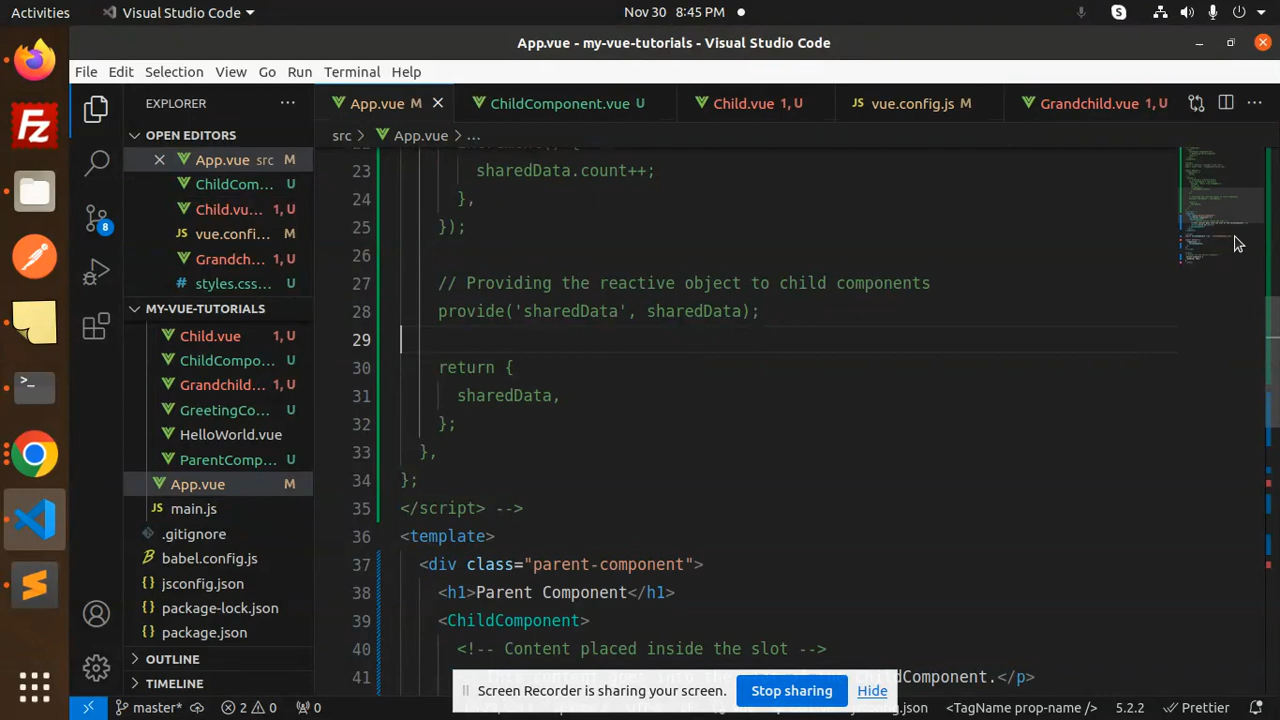 Activities
Visual Studio Code
Nov 30 8:45 PM
App.vue - my-vue-tutorials - Visual Studio Code
File Edit Selection View Go Run Terminal Help
EXPLORER
App.vue M
ChildComponent.vue U
Child.vue 1, U
vue.config.js M
Grandchild.vue 1, U
OPEN EDITORS
src > App.vue > ...
App.vue src M
ChildCom... U
Child.vu... 1, U
vue.confi... M
Grandch... 1, U
styles.css... U
MY-VUE-TUTORIALS
Child.vue 1, U
ChildCompo... U
Grandchild... 1, U
GreetingCo... U
HelloWorld.vue
ParentComp... U
App.vue M
JS main.js
.gitignore
babel.config.js
{} jsconfig.json
{} package-lock.json
{} package.json
OUTLINE
TIMELINE
8
23 sharedData.count++;
24 },
25 });
26
27 // Providing the reactive object to child components
28 provide('sharedData', sharedData);
29
30 return {
31 sharedData,
32 };
33 },
34 };
35 </script> -->
36 <template>
37 <div class="parent-component">
38 <h1>Parent Component</h1>
39 <ChildComponent>
40 <!-- Content placed inside the slot -->
41 ChildComponent.</p>
Screen Recorder is sharing your screen. Stop sharing Hide
master* 2 0 0 <TagName prop-name /> 5.2.2 Prettier